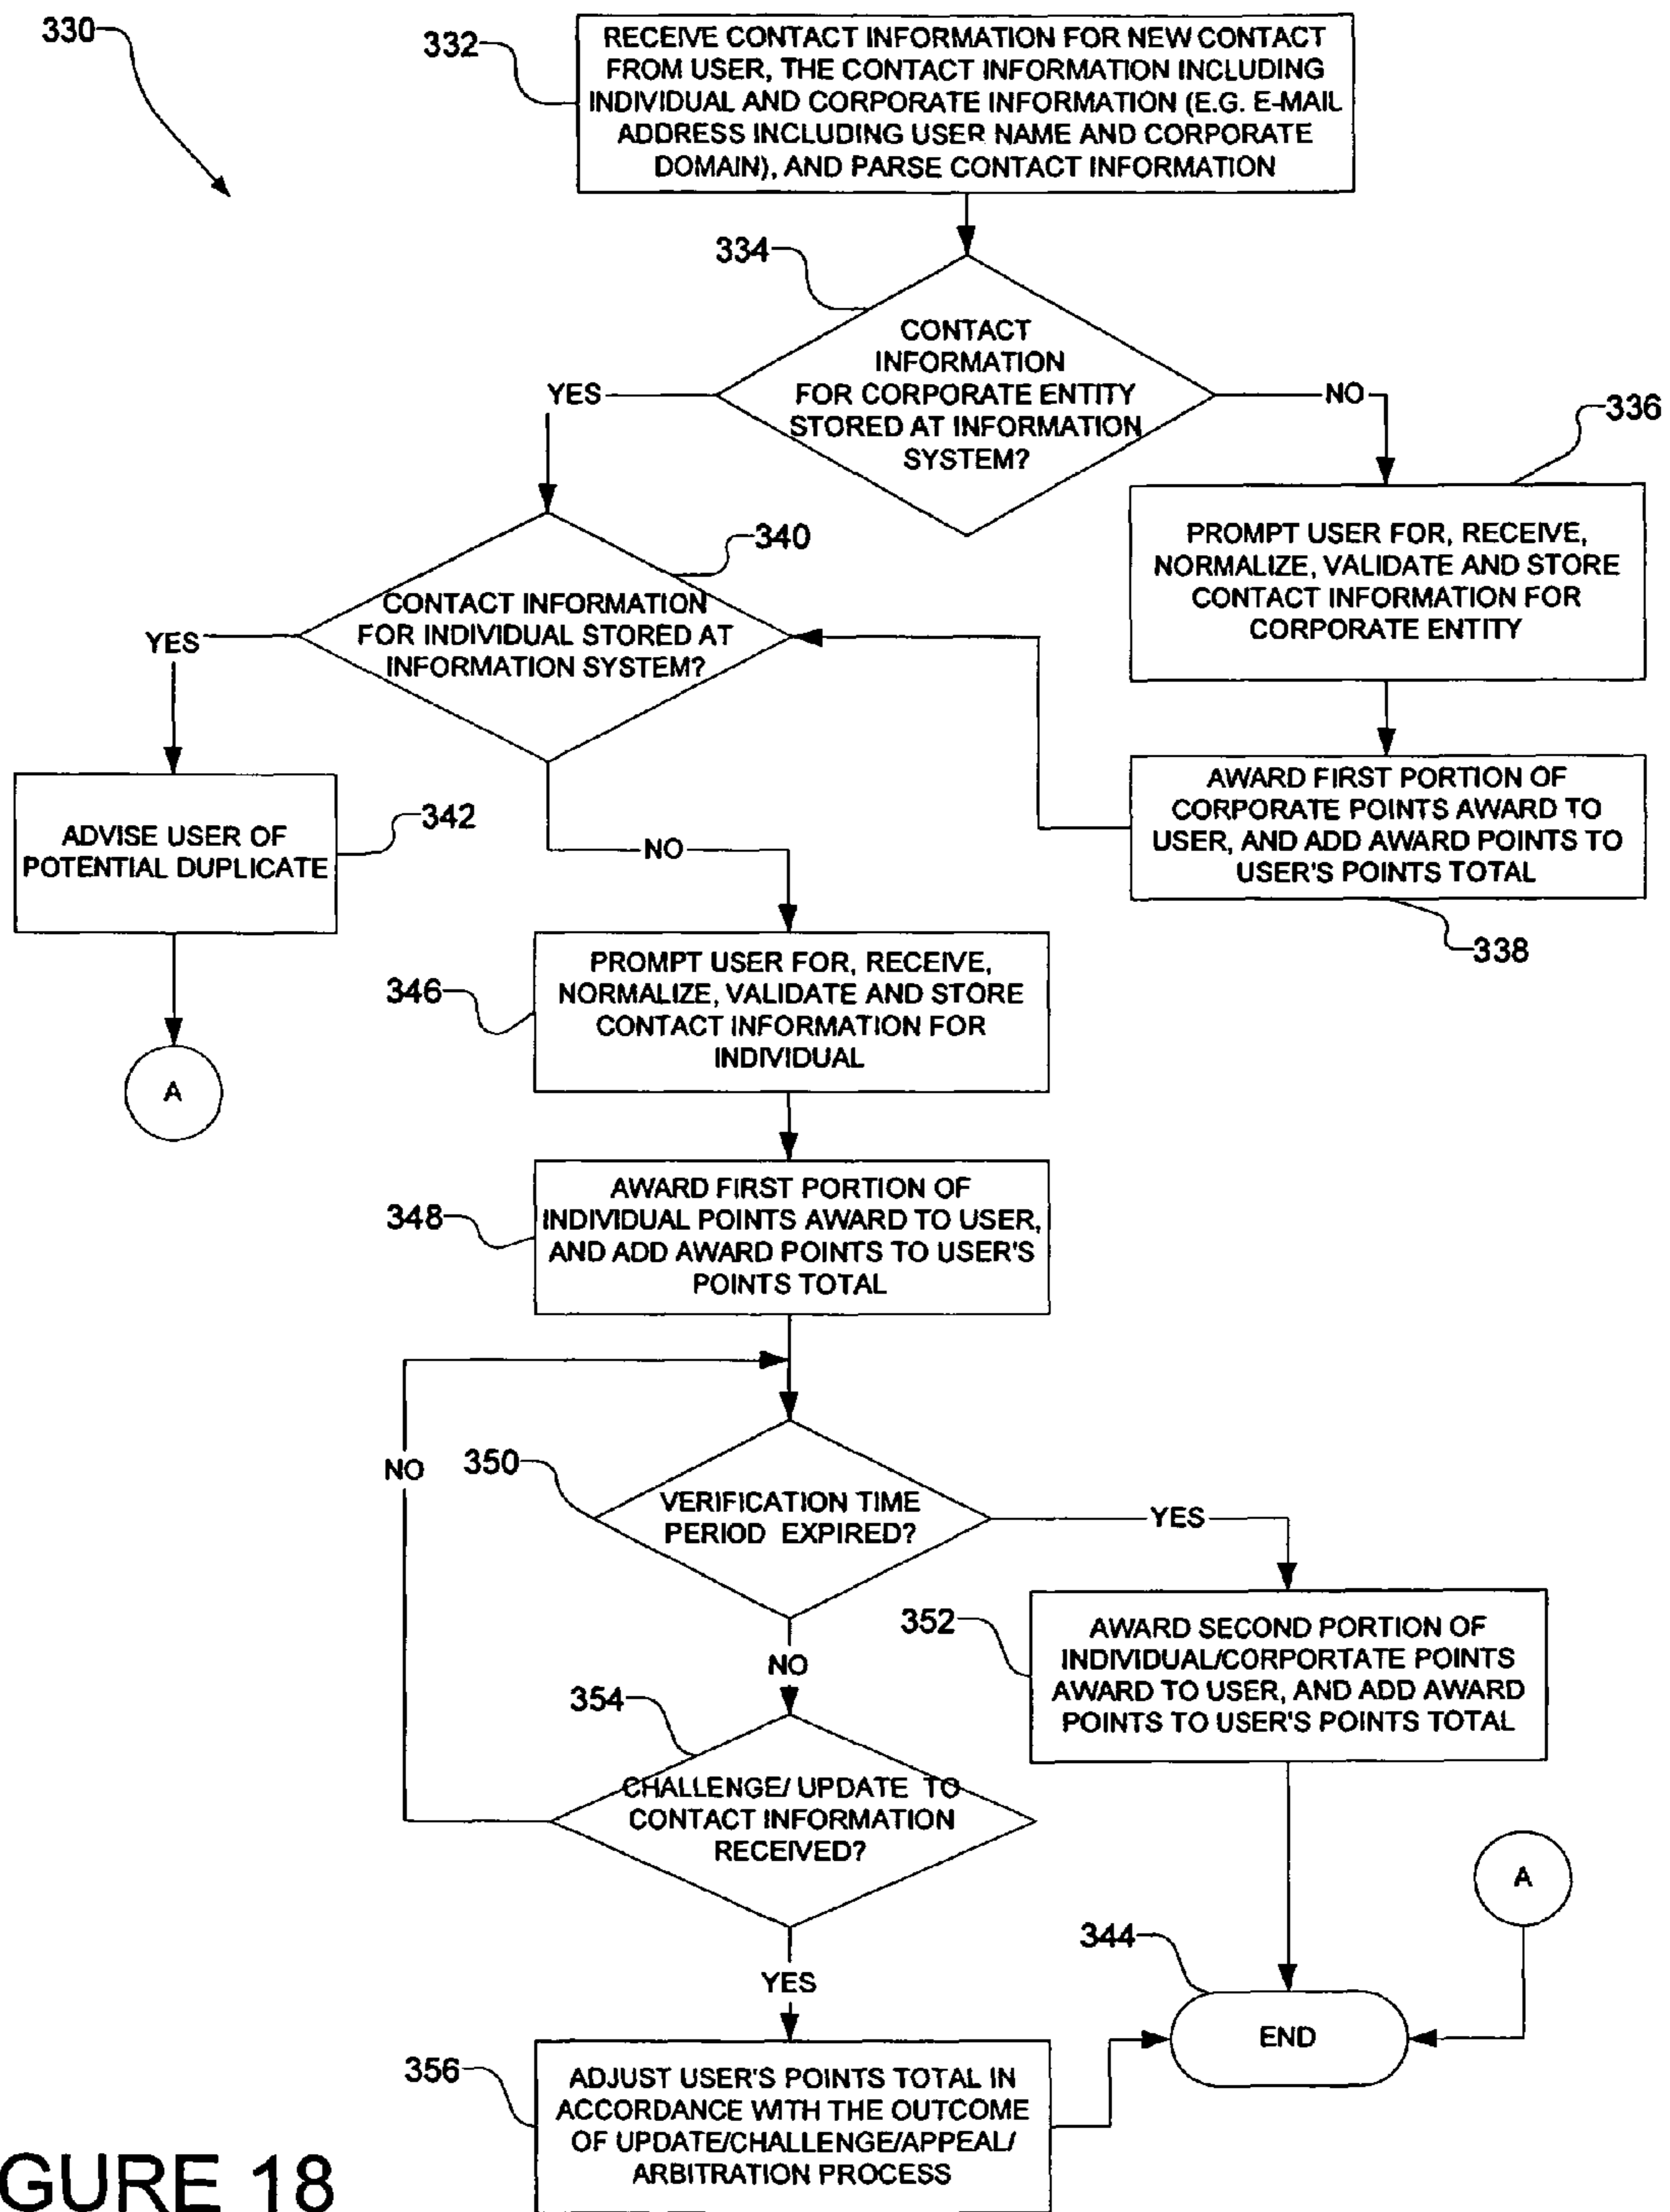 330
332
RECEIVE CONTACT INFORMATION FOR NEW CONTACT
FROM USER, THE CONTACT INFORMATION INCLUDING
INDIVIDUAL AND CORPORATE INFORMATION (E.G. E-MAIL
ADDRESS INCLUDING USER NAME AND CORPORATE
DOMAIN), AND PARSE CONTACT INFORMATION
334
CONTACT
INFORMATION
FOR CORPORATE ENTITY
STORED AT INFORMATION
SYSTEM?
YES
NO
336
PROMPT USER FOR, RECEIVE,
NORMALIZE, VALIDATE AND STORE
CONTACT INFORMATION FOR
CORPORATE ENTITY
340
CONTACT INFORMATION
FOR INDIVIDUAL STORED AT
INFORMATION SYSTEM?
YES
AWARD FIRST PORTION OF
CORPORATE POINTS AWARD TO
USER, AND ADD AWARD POINTS TO
USER'S POINTS TOTAL
338
342
ADVISE USER OF
POTENTIAL DUPLICATE
NO
A
346
PROMPT USER FOR, RECEIVE,
NORMALIZE, VALIDATE AND STORE
CONTACT INFORMATION FOR
INDIVIDUAL
348
AWARD FIRST PORTION OF
INDIVIDUAL POINTS AWARD TO USER,
AND ADD AWARD POINTS TO USER'S
POINTS TOTAL
NO
350
VERIFICATION TIME
PERIOD EXPIRED?
YES
352
AWARD SECOND PORTION OF
INDIVIDUAL/CORPORTATE POINTS
AWARD TO USER, AND ADD AWARD
POINTS TO USER'S POINTS TOTAL
NO
354
CHALLENGE/ UPDATE TO
CONTACT INFORMATION
RECEIVED?
A
YES
344
END
356
ADJUST USER'S POINTS TOTAL IN
ACCORDANCE WITH THE OUTCOME
OF UPDATE/CHALLENGE/APPEAL/
ARBITRATION PROCESS
GURE 18